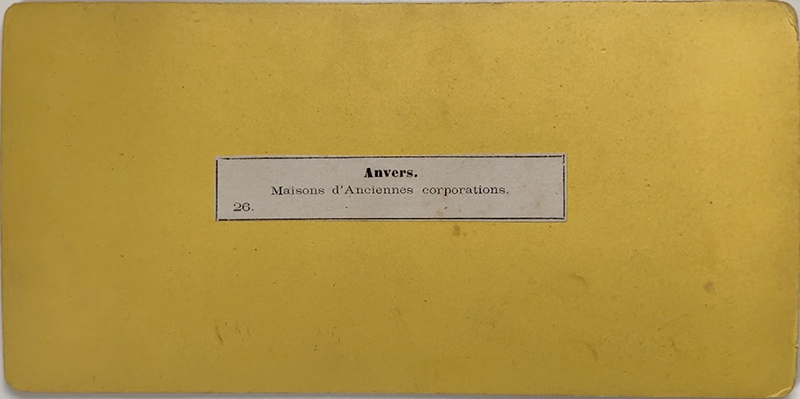 Anvers.
Maisons d'Anciennes corporations.
26.